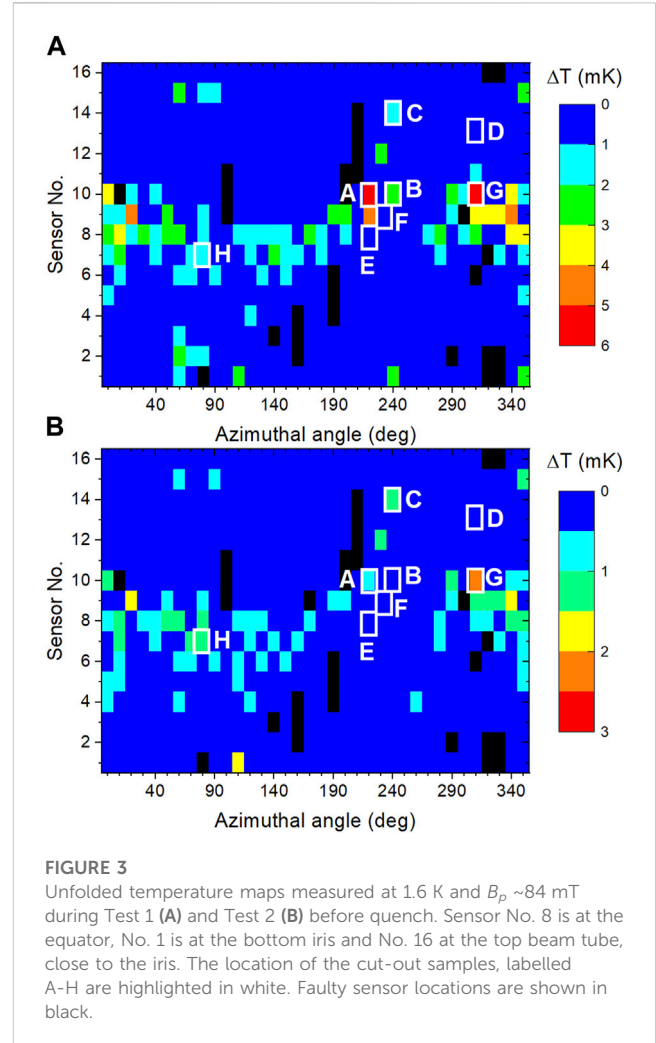 A
ΔT (mK)
16
14
12
10
8
6
4
2
Sensor No.
C
D
A
B
G
F
E
H
0
1
2
3
4
5
6
40 90 140 190 240 290 340
Azimuthal angle (deg)
B
ΔT (mK)
16
14
12
10
8
6
4
2
Sensor No.
C
D
A
B
G
F
E
H
0
1
2
3
40 90 140 190 240 290 340
Azimuthal angle (deg)
FIGURE 3
Unfolded temperature maps measured at 1.6 K and Bp ~84 mT
during Test 1 (A) and Test 2 (B) before quench. Sensor No. 8 is at the
equator, No. 1 is at the bottom iris and No. 16 at the top beam tube,
close to the iris. The location of the cut-out samples, labelled
A-H are highlighted in white. Faulty sensor locations are shown in
black.